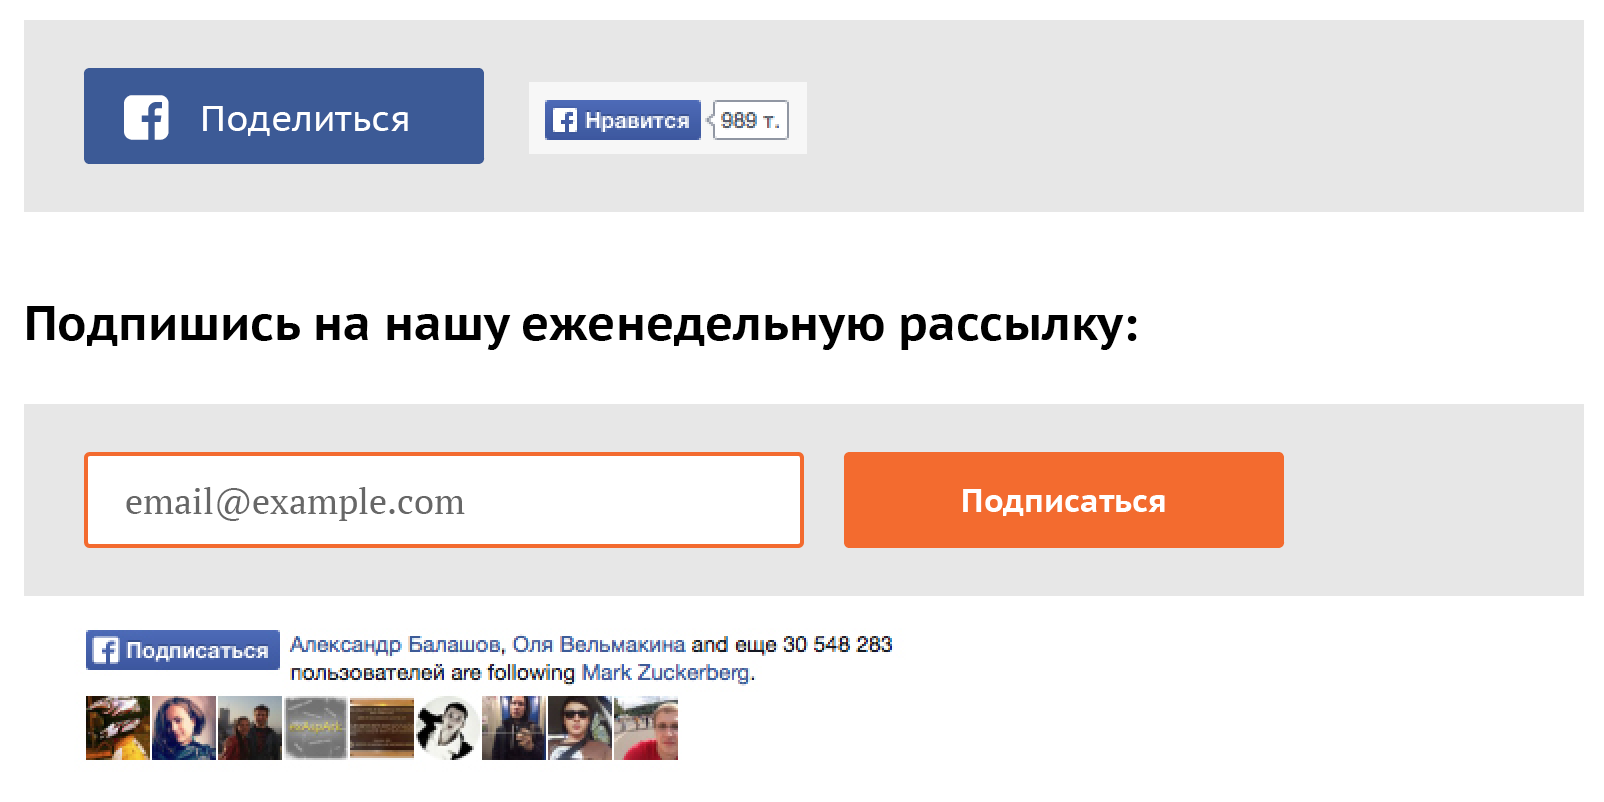 Поделиться
Нравится 989 т.
Подпишись на нашу еженедельную рассылку:
email@example.com Подписаться
Подписаться Александр Балашов, Оля Вельмакина and еще 30 548 283
пользователей are following Mark Zuckerberg.